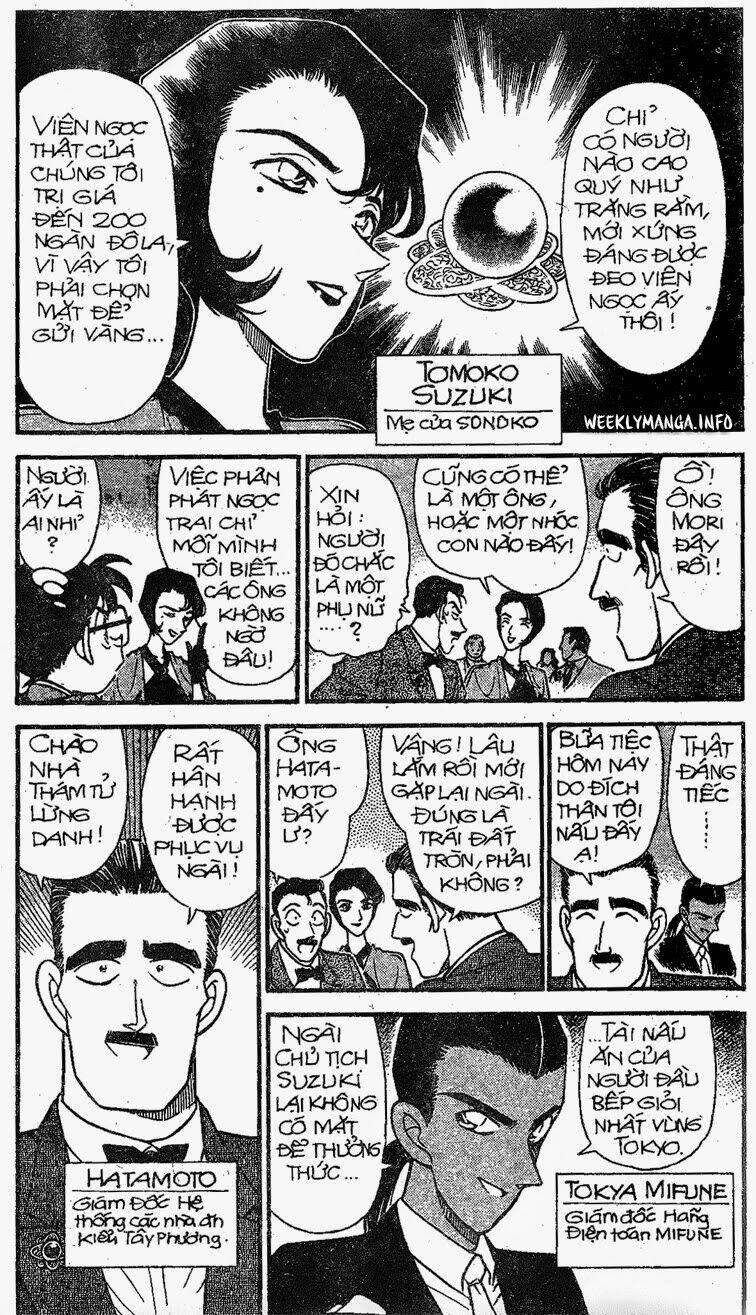 VIÊN NGỌC
THẬT CỦA
CHÚNG TÔI
TRỊ GIÁ
ĐẾN 200
NGÀN ĐÔ LA,
VÌ VẬY TÔI
PHẢI CHỌN
MẶT ĐỂ
GỬI VÀNG...
CHỈ
CÓ NGƯỜI
NÀO CAO
QUÝ NHƯ
TRĂNG RẰM,
MỚI XỨNG
ĐÁNG ĐƯỢC
ĐEO VIÊN
NGỌC ẤY
THÔI!
TOMOKO
SUZUKI
Mẹ của SONOKO
WEEKLYMANGA.INFO
NGƯỜI
ẤY LÀ
AI NHỈ
?
VIỆC PHÂN
PHÁT NGỌC
TRAI CHỈ
MỖI MÌNH
TÔI BIẾT...
CÁC ÔNG
KHÔNG
NGỜ
ĐÂU!
XIN
HỎI:
NGƯỜI
ĐÓ CHẮC
LÀ MỘT
PHỤ NỮ
....?
CŨNG CÓ THỂ
LÀ MỘT ÔNG,
HOẶC MỘT NHÓC
CON NÀO ĐẤY!
Ồ!
ÔNG
MORI
ĐÂY
RỒI!
CHÀO
NHÀ
THÁM TỬ
LỪNG
DANH!
RẤT
HÂN
HẠNH
ĐƯỢC
PHỤC VỤ
NGÀI!
HATAMOTO
Giám Đốc Hệ
thống các nhà ăn
Kiểu Tây Phương.
ÔNG
HATA-
MOTO
ĐẤY
Ư?
VÂNG! LÂU
LẮM RỒI MỚI
GẶP LẠI NGÀI.
ĐÚNG LÀ
TRÁI ĐẤT
TRÒN, PHẢI
KHÔNG?
BỮA TIỆC
HÔM NAY
DO ĐÍCH
THÂN TÔI
NẤU ĐẤY
Ạ!
THẬT
ĐÁNG
TIẾC
.....
NGÀI
CHỦ TỊCH
SUZUKI
LẠI KHÔNG
CÓ MẶT
ĐỂ THƯỞNG
THỨC...
...TÀI NẤU
ĂN CỦA
NGƯỜI ĐẦU
BẾP GIỎI
NHẤT VÙNG
TOKYO.
TOKYA MIFUNE
Giám đốc Hãng
Điện toán MIFUNE